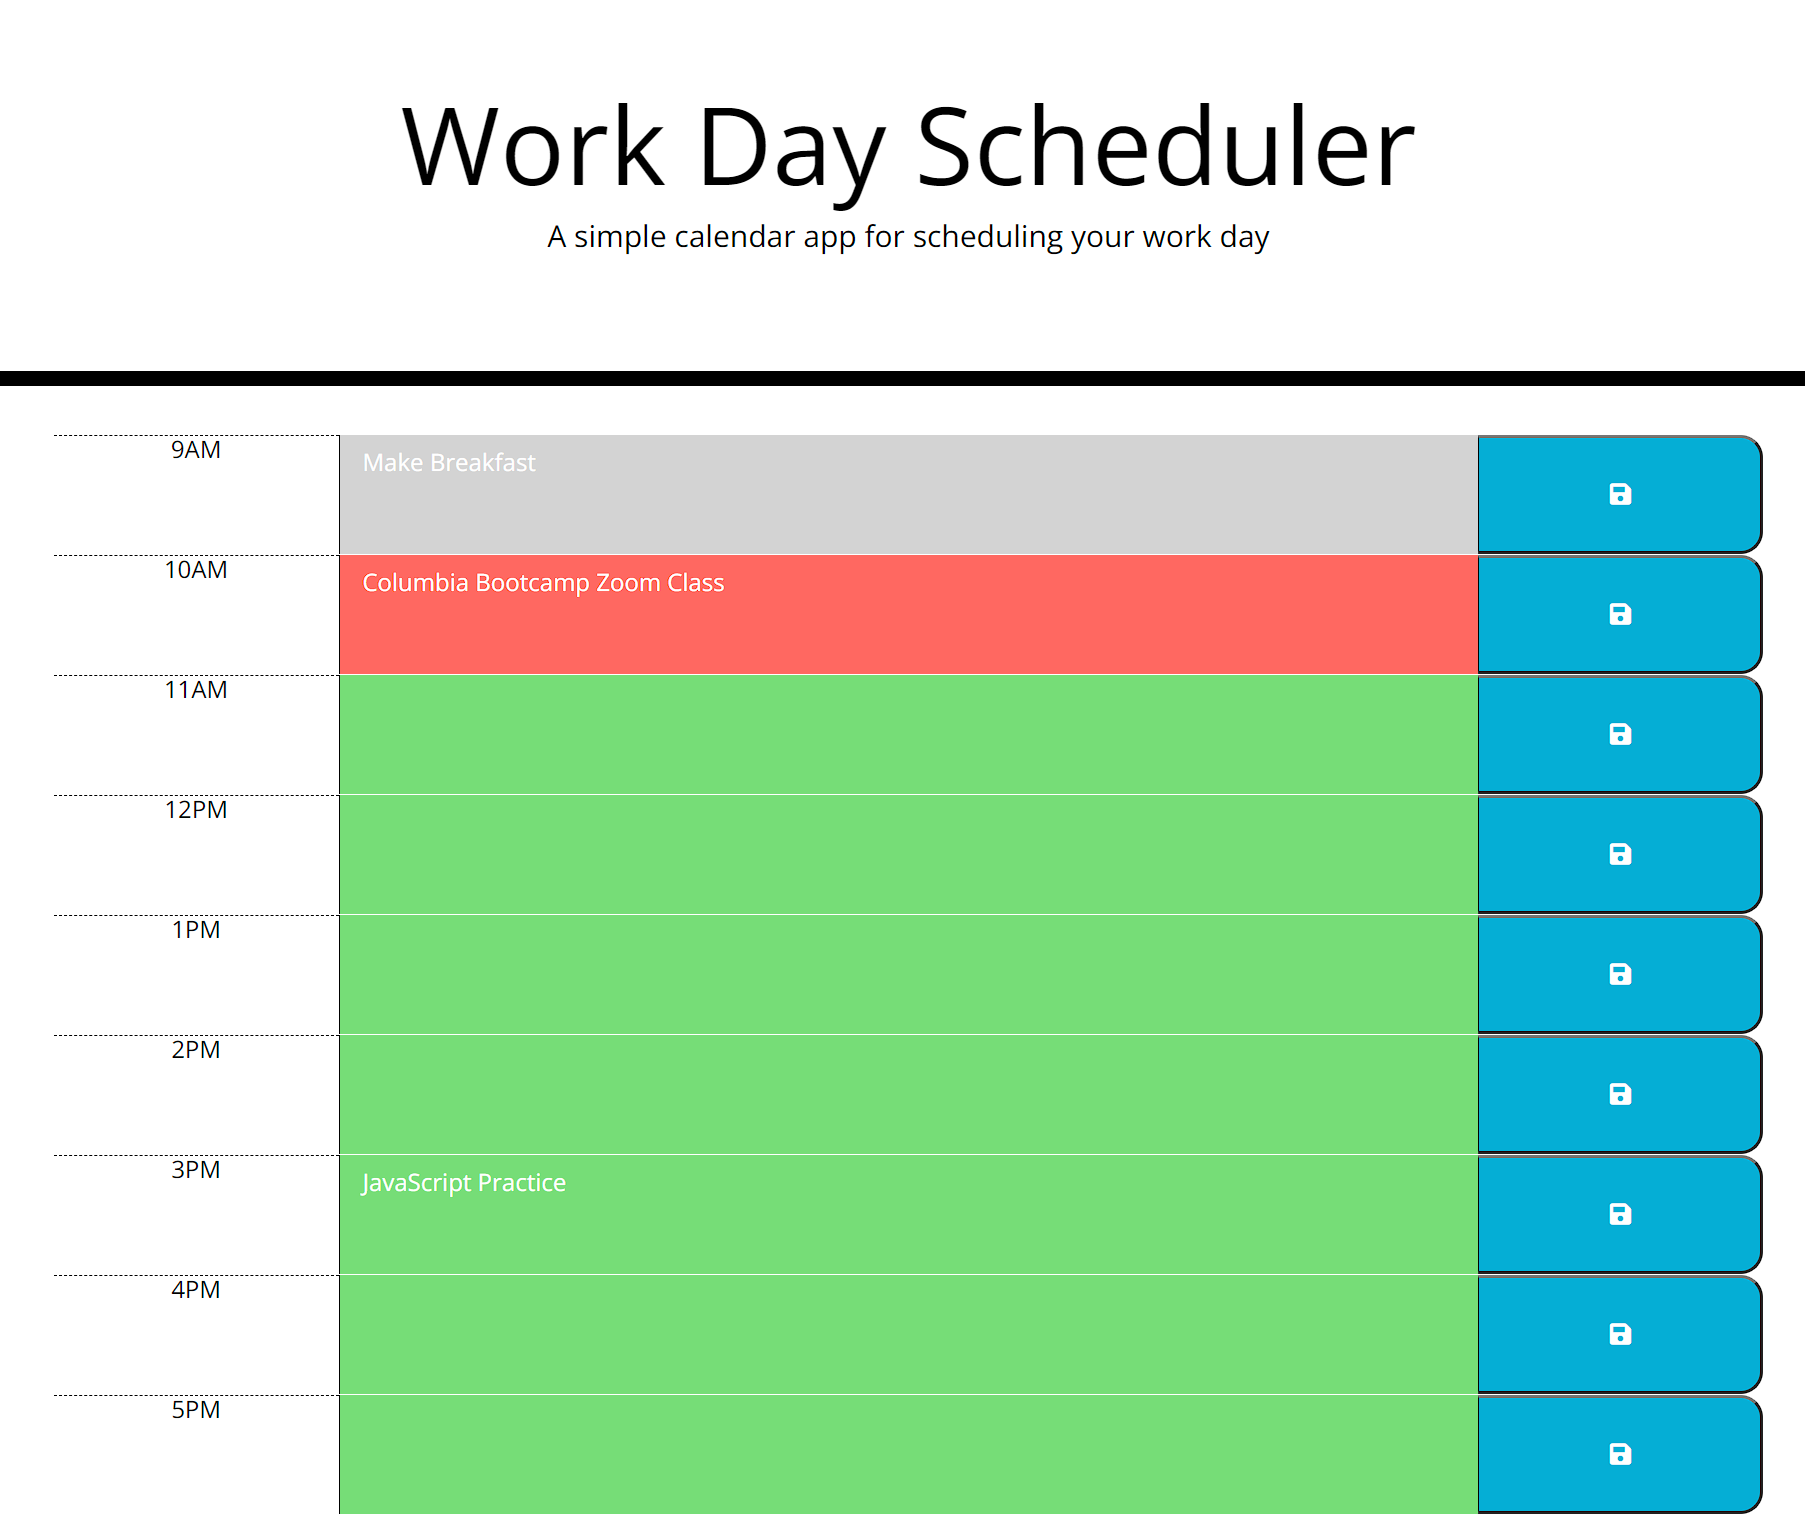 Work Day Scheduler
A simple calendar app for scheduling your work day
9AM
Make Breakfast
10AM
Columbia Bootcamp Zoom Class
11AM
12PM
1PM
2PM
3PM
JavaScript Practice
4PM
5PM